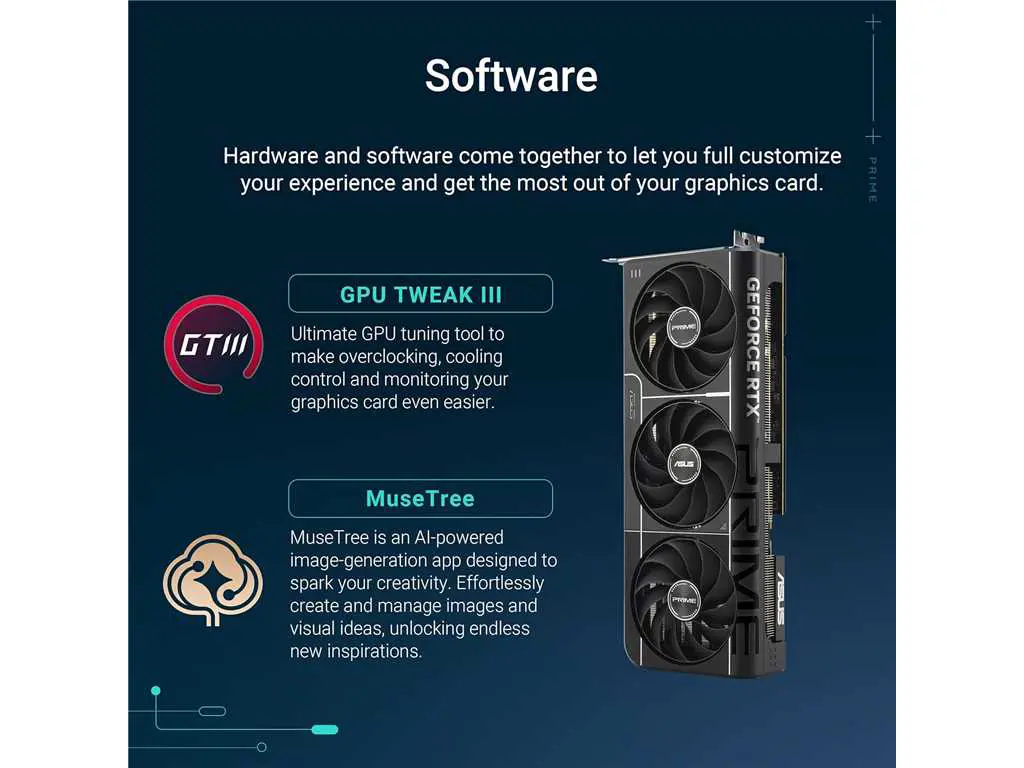 Software
Hardware and software come together to let you full customize
your experience and get the most out of your graphics card.
PRIME
GPU TWEAK III
GTIII
Ultimate GPU tuning tool to
make overclocking, cooling
control and monitoring your
graphics card even easier.
MuseTree
MuseTree is an AI-powered
image-generation app designed to
spark your creativity. Effortlessly
create and manage images and
visual ideas, unlocking endless
new inspirations.
PRIME
GEFORCE RTX
ASUS
ASUS
PRIME
PRIME
ASUS